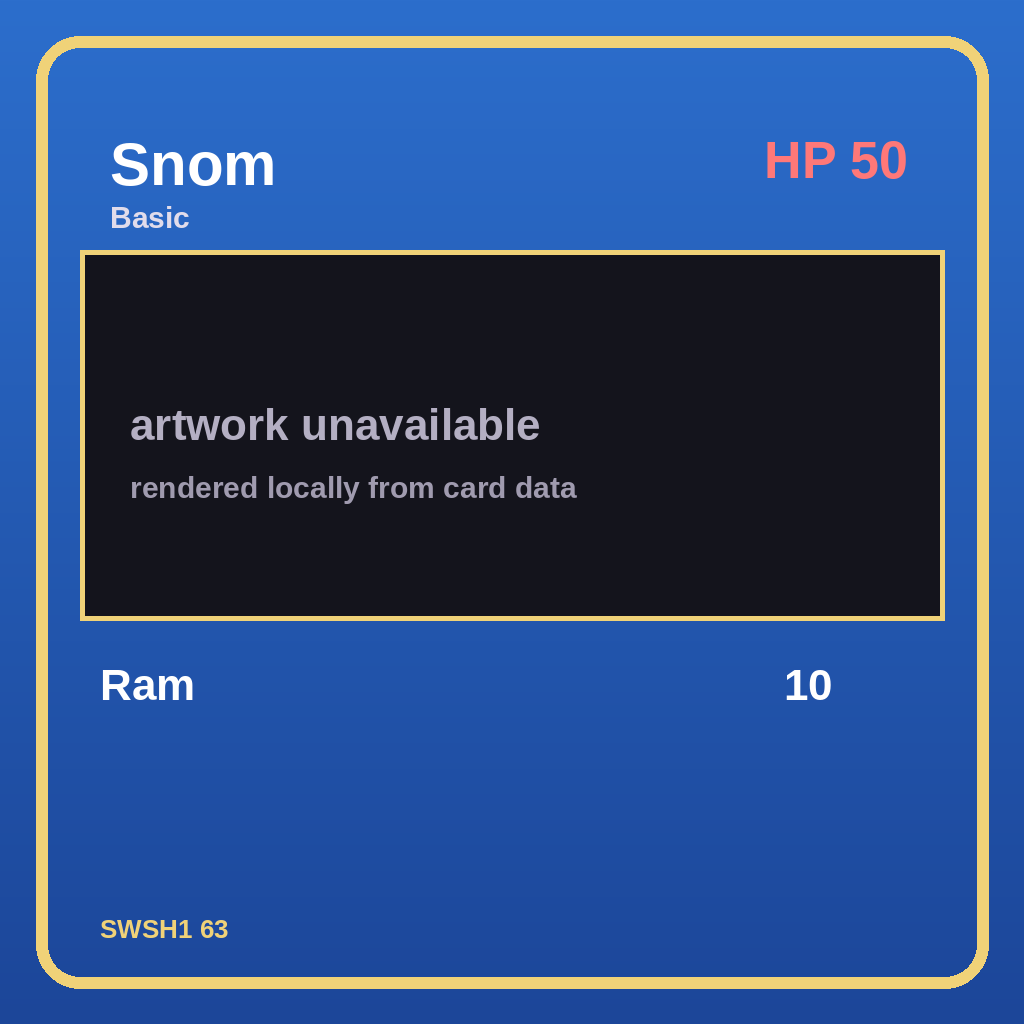 Snom
HP 50
Basic
artwork unavailable
rendered locally from card data
Ram 10
SWSH1 63